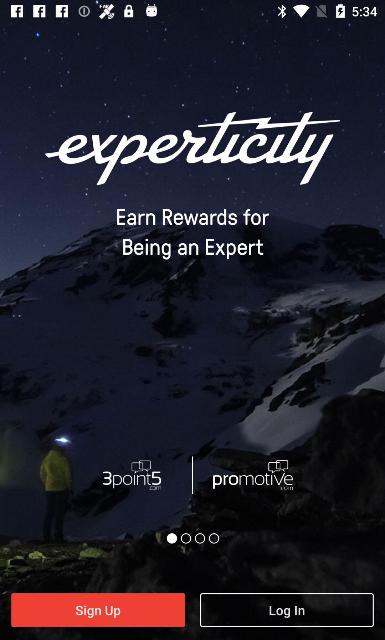 5:34
experticity
Earn Rewards for
Being an Expert
3point5
.com
promotive
.com
Sign Up
Log In